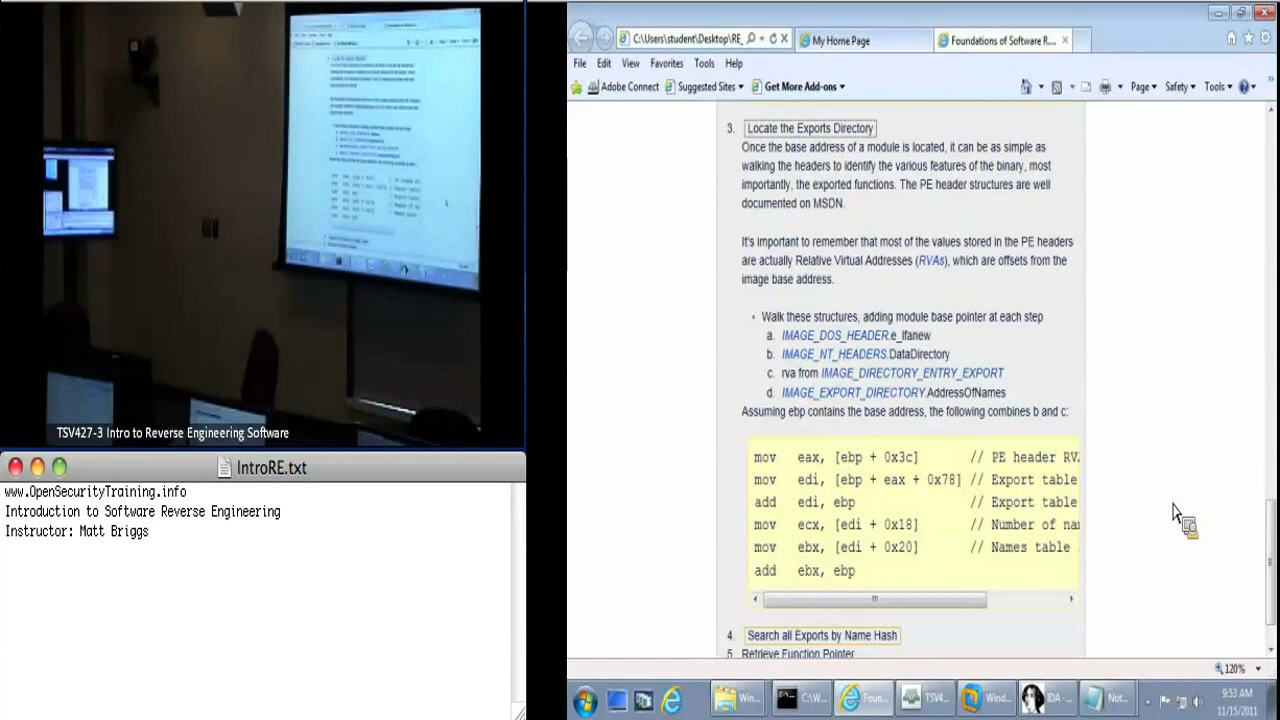 TSV427-3 Intro to Reverse Engineering Software
IntroRE.txt
www.OpenSecurityTraining.info
Introduction to Software Reverse Engineering
Instructor: Matt Briggs
C:\Users\student\Desktop\
My Home Page
Foundations of Software ...
File Edit View Favorites Tools Help
Adobe Connect Suggested Sites Get More Add-ons
Page Safety Tools
3. Locate the Exports Directory
Once the base address of a module is located, it can be as simple as
walking the headers to identify the various features of the binary, most
importantly, the exported functions. The PE header structures are well
documented on MSDN.
It's important to remember that most of the values stored in the PE headers
are actually Relative Virtual Addresses (RVAs), which are offsets from the
image base address.
• Walk these structures, adding module base pointer at each step
a. IMAGE_DOS_HEADER.e_lfanew
b. IMAGE_NT_HEADERS.DataDirectory
c. rva from IMAGE_DIRECTORY_ENTRY_EXPORT
d. IMAGE_EXPORT_DIRECTORY.AddressOfNames
Assuming ebp contains the base address, the following combines b and c:
mov eax, [ebp + 0x3c] // PE header RV
mov edi, [ebp + eax + 0x78] // Export table
add edi, ebp // Export table
mov ecx, [edi + 0x18] // Number of na
mov ebx, [edi + 0x20] // Names table
add ebx, ebp
4. Search all Exports by Name Hash
5. Retrieve Function Pointer
120%
Win... C:\W... Foun... TSV4... Wind... IDA -... Not...
9:53 AM
11/15/2011